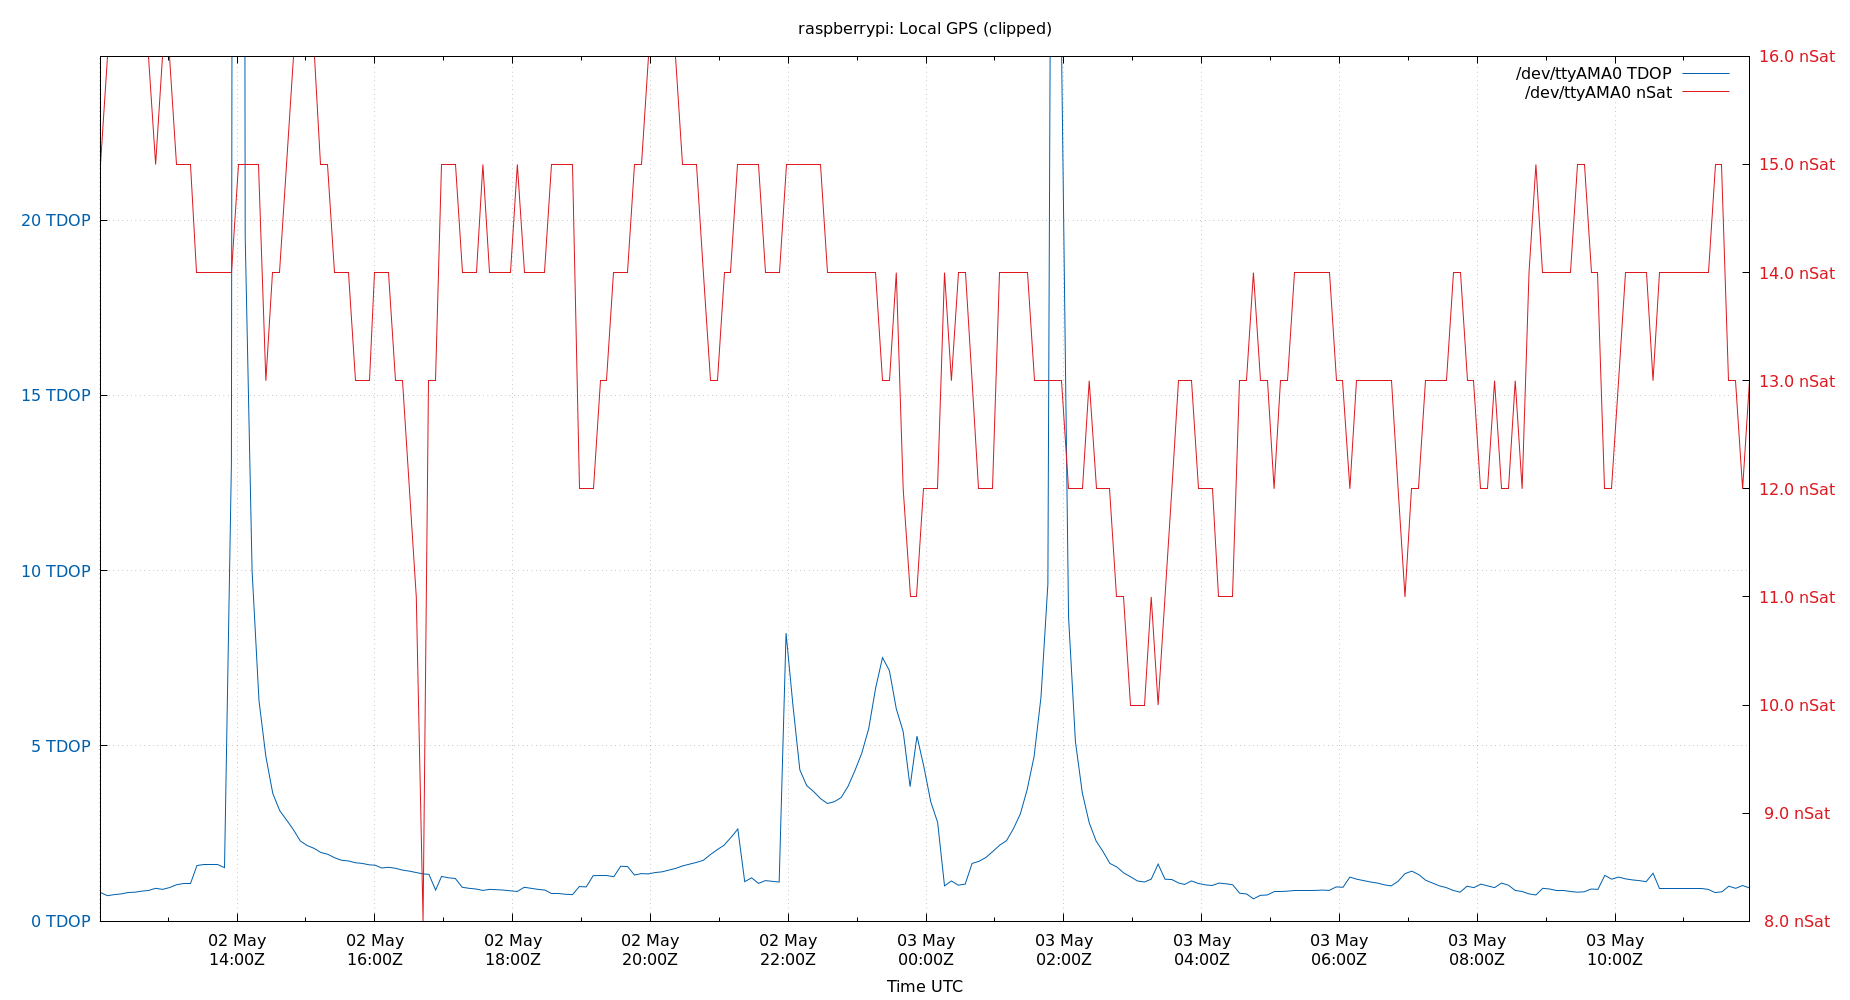 raspberrypi: Local GPS (clipped)
16.0 nSat
/dev/ttyAMA0 TDOP
/dev/ttyAMA0 nSat
15.0 nSat
20 TDOP
14.0 nSat
13.0 nSat
15 TDOP
12.0 nSat
10 TDOP
11.0 nSat
10.0 nSat
5 TDOP
9.0 nSat
0 TDOP
8.0 nSat
02 May 02 May 02 May 02 May 02 May 03 May 03 May 03 May 03 May 03 May 03 May
14:00Z 16:00Z 18:00Z 20:00Z 22:00Z 00:00Z 02:00Z 04:00Z 06:00Z 08:00Z 10:00Z
Time UTC